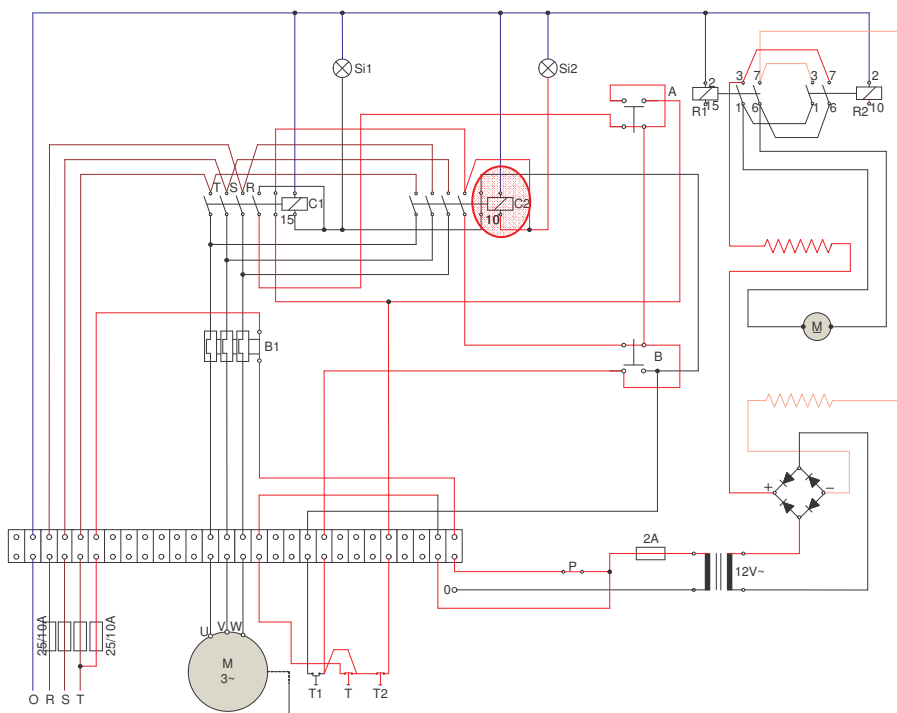 Si1
Si2
A
2
R1
15
3
7
1
6
3
7
1
6
2
R2
10
T
S
R
C1
15
C2
10
B1
B
M
+
−
2A
P
12V~
0
25/10A
25/10A
U
V
W
M
3~
O
R
S
T
T1
T
T2